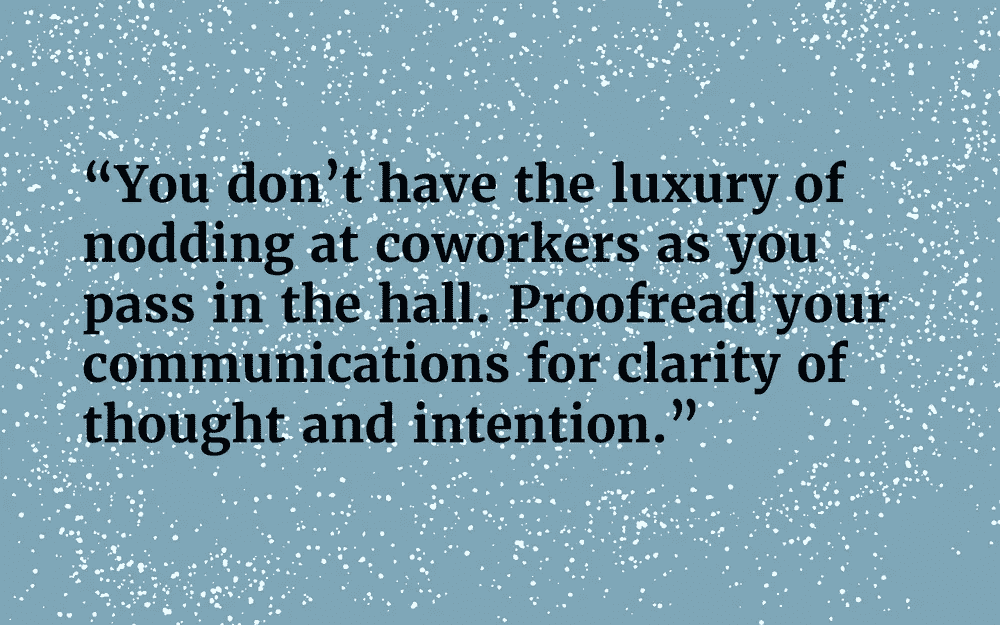 “You don’t have the luxury of
nodding at coworkers as you
pass in the hall. Proofread your
communications for clarity of
thought and intention.”